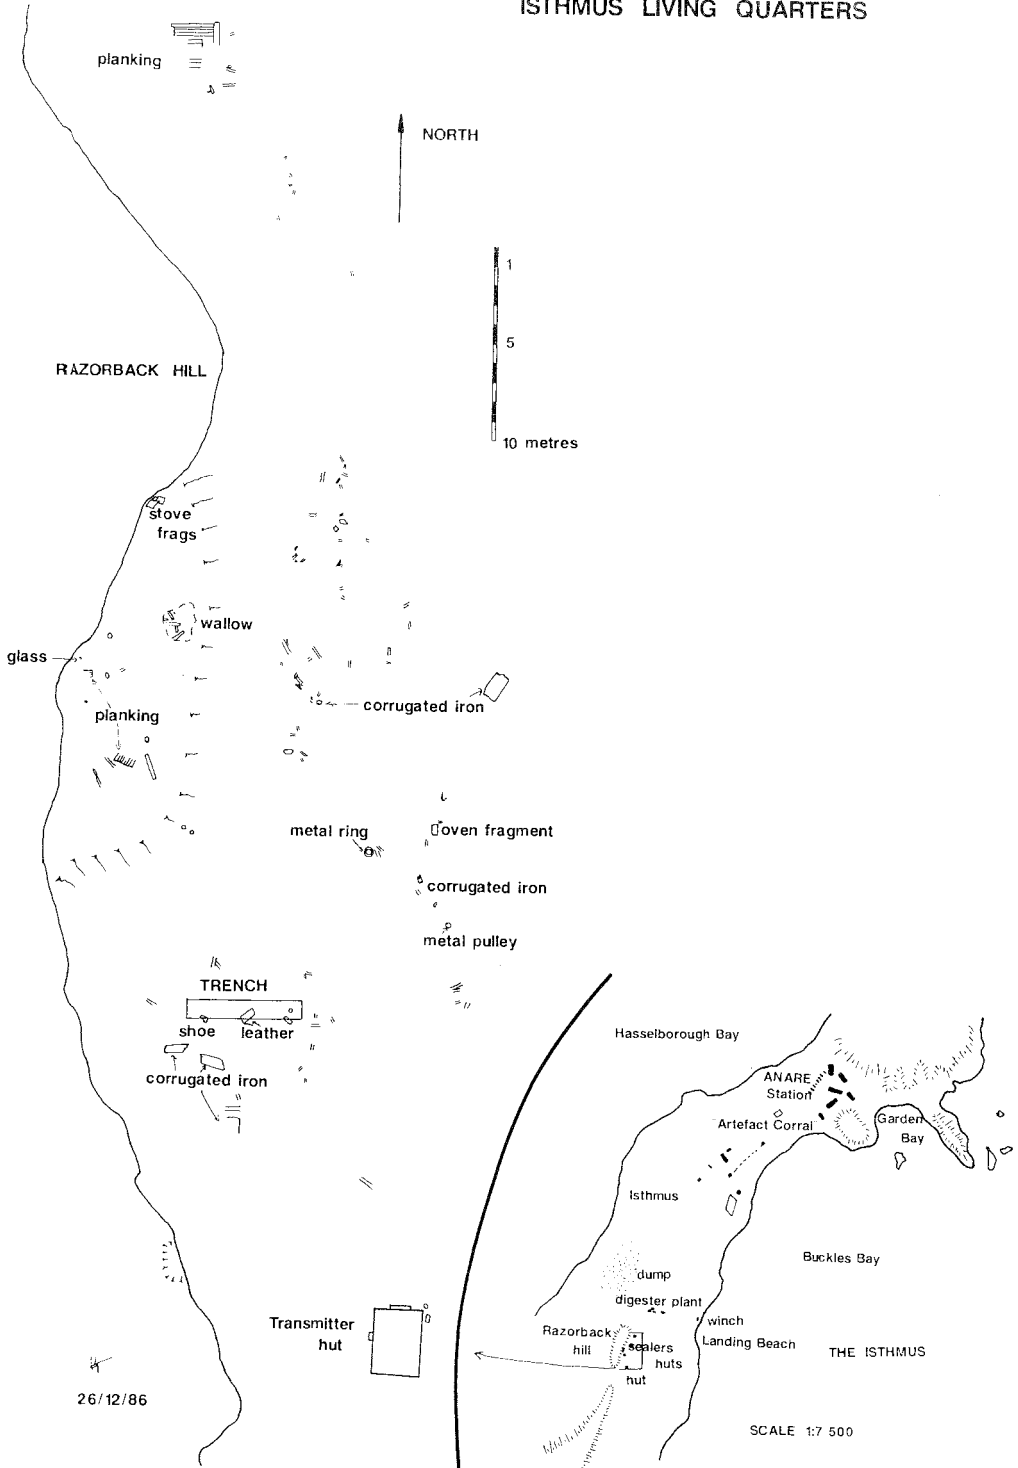 ISTHMUS LIVING QUARTERS
planking
NORTH
1
5
10 metres
RAZORBACK HILL
stove
frags
wallow
glass
corrugated iron
planking
metal ring
oven fragment
corrugated iron
metal pulley
TRENCH
shoe
leather
corrugated iron
Transmitter
hut
26/12/86
Hasselborough Bay
ANARE
Station
Artefact Corral
Garden
Bay
Isthmus
Buckles Bay
dump
digester plant
winch
Razorback
hill
sealers
huts
Landing Beach
THE ISTHMUS
hut
SCALE 1:7 500